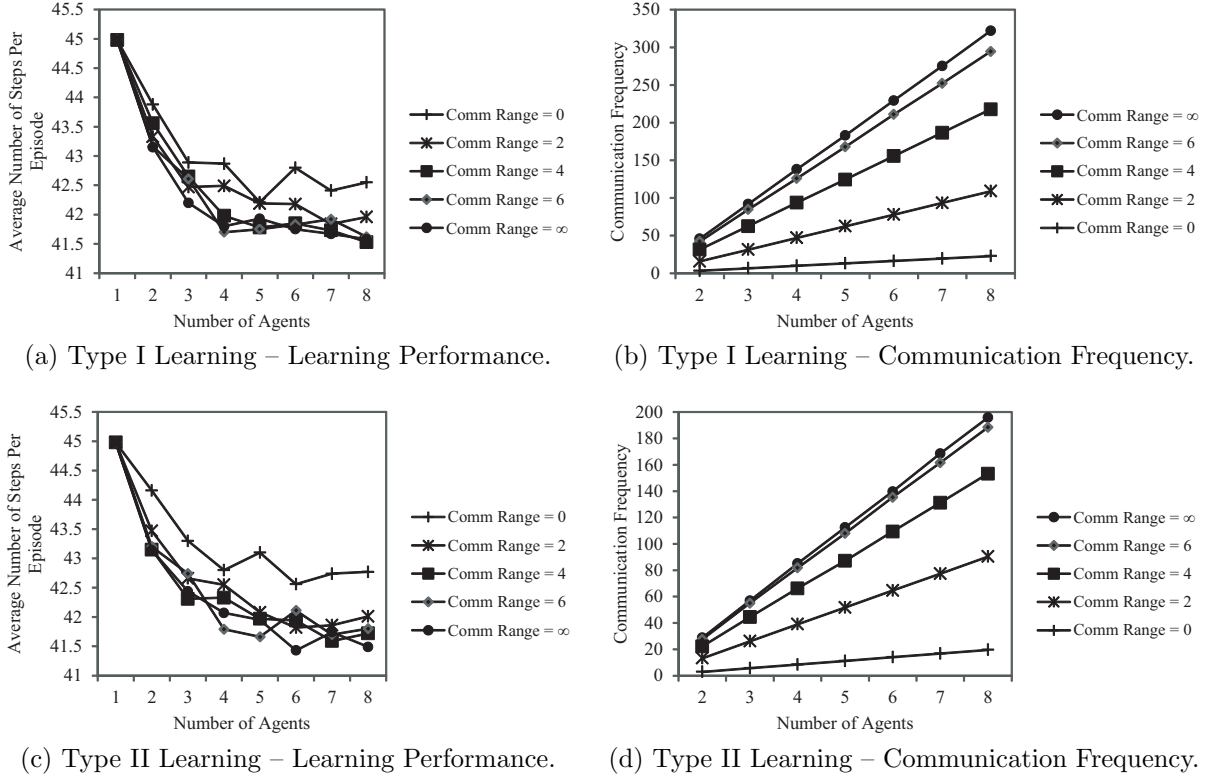 45.5
45
44.5
44
43.5
43
42.5
42
41.5
41
Average Number of Steps Per
Episode
1 2 3 4 5 6 7 8
Number of Agents
Comm Range = 0
Comm Range = 2
Comm Range = 4
Comm Range = 6
Comm Range = ∞
(a) Type I Learning – Learning Performance.
350
300
250
200
150
100
50
0
Communication Frequency
2 3 4 5 6 7 8
Number of Agents
Comm Range = ∞
Comm Range = 6
Comm Range = 4
Comm Range = 2
Comm Range = 0
(b) Type I Learning – Communication Frequency.
45.5
45
44.5
44
43.5
43
42.5
42
41.5
41
Average Number of Steps Per
Episode
1 2 3 4 5 6 7 8
Number of Agents
Comm Range = 0
Comm Range = 2
Comm Range = 4
Comm Range = 6
Comm Range = ∞
(c) Type II Learning – Learning Performance.
200
180
160
140
120
100
80
60
40
20
0
Communication Frequency
2 3 4 5 6 7 8
Number of Agents
Comm Range = ∞
Comm Range = 6
Comm Range = 4
Comm Range = 2
Comm Range = 0
(d) Type II Learning – Communication Frequency.